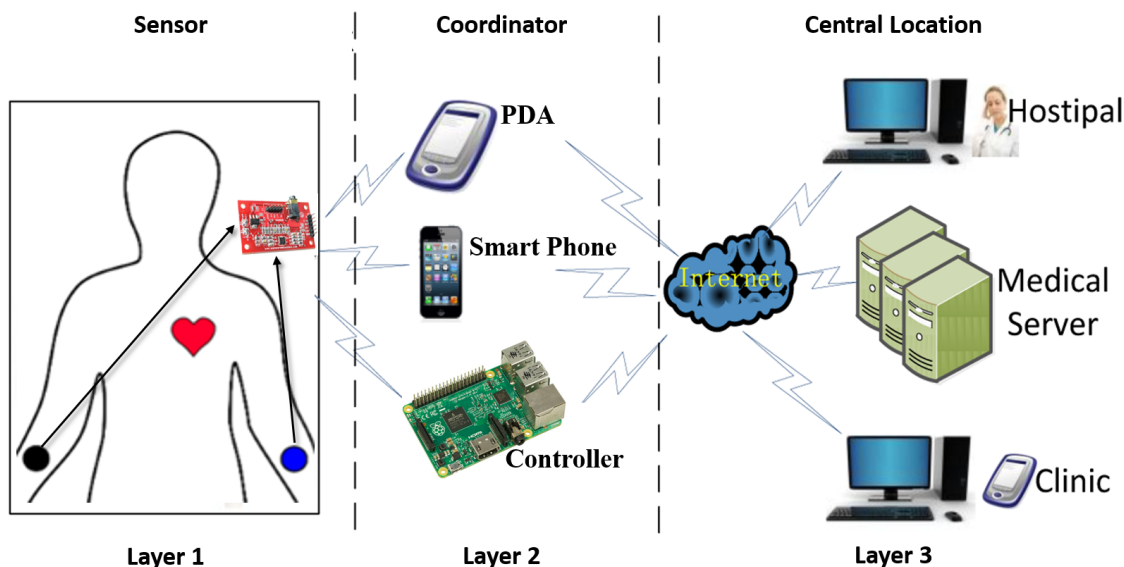 Sensor
Coordinator
Central Location
PDA
Hostipal
Smart Phone
Internet
Medical
Server
Controller
Clinic
Layer 1
Layer 2
Layer 3